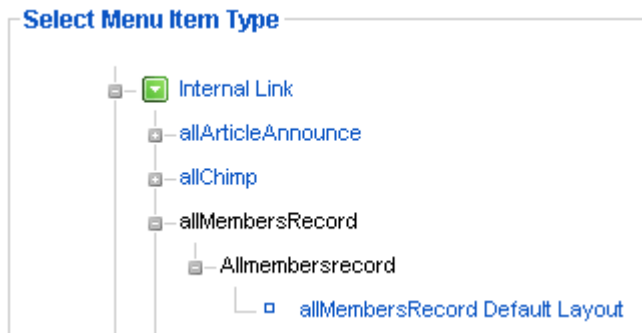 Select Menu Item Type
Internal Link
allArticleAnnounce
allChimp
allMembersRecord
Allmembersrecord
allMembersRecord Default Layout